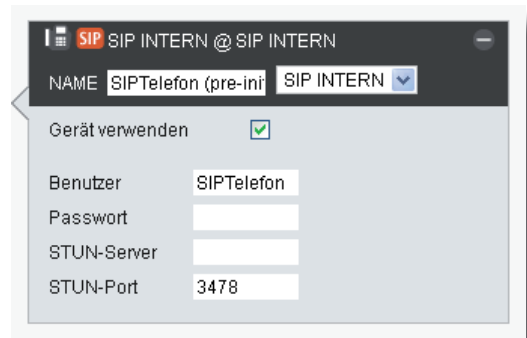 SIP SIP INTERN @ SIP INTERN
NAME SIPTelefon (pre-init SIP INTERN
Gerät verwenden
Benutzer SIPTelefon
Passwort
STUN-Server
STUN-Port 3478